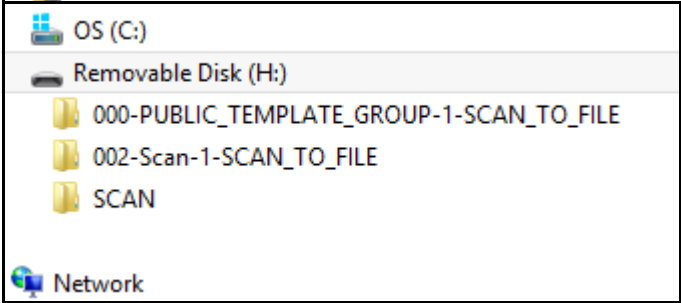 OS (C:)
Removable Disk (H:)
000-PUBLIC_TEMPLATE_GROUP-1-SCAN_TO_FILE
002-Scan-1-SCAN_TO_FILE
SCAN
Network